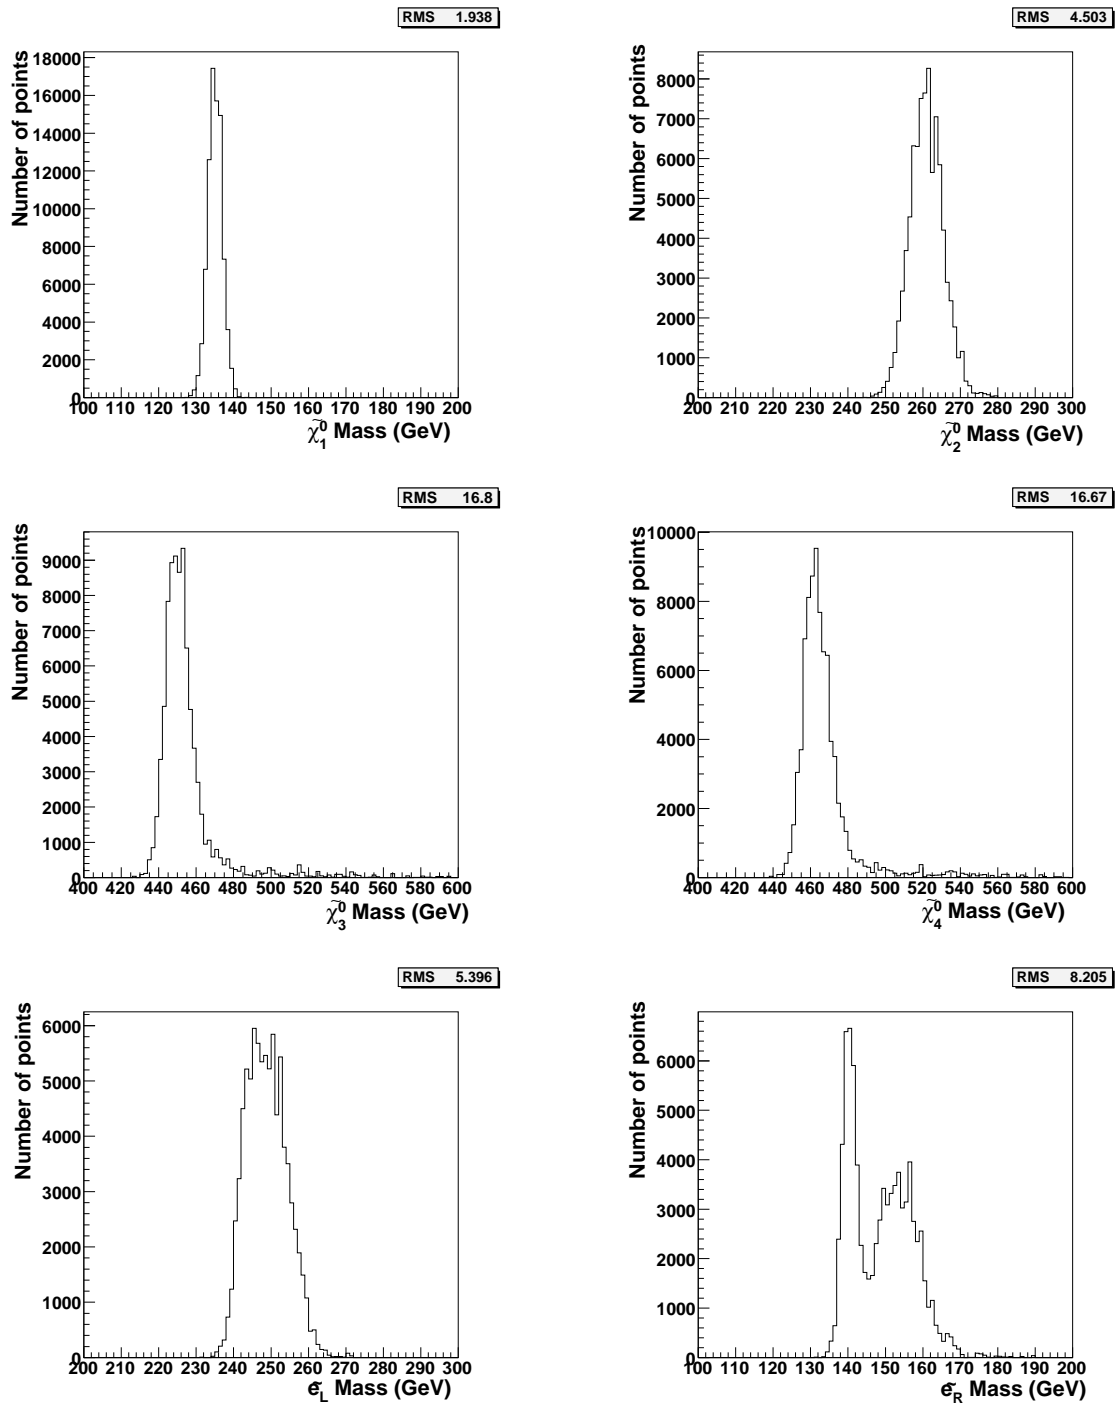 RMS 1.938
Number of points
18000
16000
14000
12000
10000
8000
6000
4000
2000
0
100 110 120 130 140 150 160 170 180 190 200
χ̃⁰₁ Mass (GeV)
RMS 4.503
Number of points
8000
7000
6000
5000
4000
3000
2000
1000
0
200 210 220 230 240 250 260 270 280 290 300
χ̃⁰₂ Mass (GeV)
RMS 16.8
Number of points
9000
8000
7000
6000
5000
4000
3000
2000
1000
0
400 420 440 460 480 500 520 540 560 580 600
χ̃⁰₃ Mass (GeV)
RMS 16.67
Number of points
10000
8000
6000
4000
2000
0
400 420 440 460 480 500 520 540 560 580 600
χ̃⁰₄ Mass (GeV)
RMS 5.396
Number of points
6000
5000
4000
3000
2000
1000
0
200 210 220 230 240 250 260 270 280 290 300
ẽ_L Mass (GeV)
RMS 8.205
Number of points
6000
5000
4000
3000
2000
1000
0
100 110 120 130 140 150 160 170 180 190 200
ẽ_R Mass (GeV)